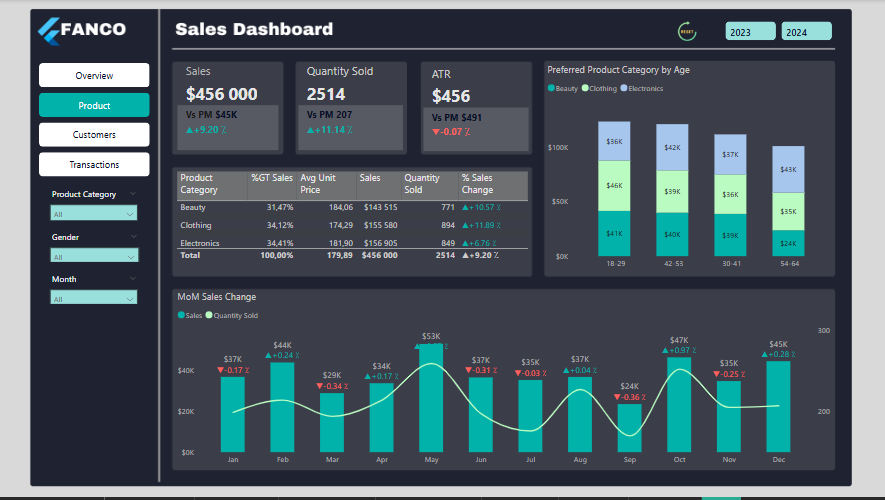 FANCO
Sales Dashboard
RESET
2023
2024
Overview
Product
Customers
Transactions
Product Category
All
Gender
All
Month
All
Sales
$456 000
Vs PM $45K
▲+9.20 %
Quantity Sold
2514
Vs PM 207
▲+11.14 %
ATR
$456
Vs PM $491
▼-0.07 %
Product Category %GT Sales Avg Unit Price Sales Quantity Sold % Sales Change
Beauty 31,47% 184,06 $143 515 771 ▲+10.57 %
Clothing 34,12% 174,29 $155 580 894 ▲+11.89 %
Electronics 34,41% 181,90 $156 905 849 ▲+6.76 %
Total 100,00% 179,89 $456 000 2514 ▲+9.20 %
Preferred Product Category by Age
Beauty Clothing Electronics
$100K
$50K
$0K
$36K $42K $37K $43K
$46K $39K $36K $35K
$41K $40K $39K $24K
18-29 42-53 30-41 54-64
MoM Sales Change
Sales Quantity Sold
$40K
$20K
$0K
300
200
$37K $44K $29K $34K $53K $37K $35K $37K $24K $47K $35K $45K
▼-0.17 % ▲+0.24 % ▼-0.34 % ▲+0.17 % ▼-0.31 % ▼-0.03 % ▲+0.04 % ▼-0.36 % ▲+0.97 % ▼-0.25 % ▲+0.28 %
Jan Feb Mar Apr May Jun Jul Aug Sep Oct Nov Dec